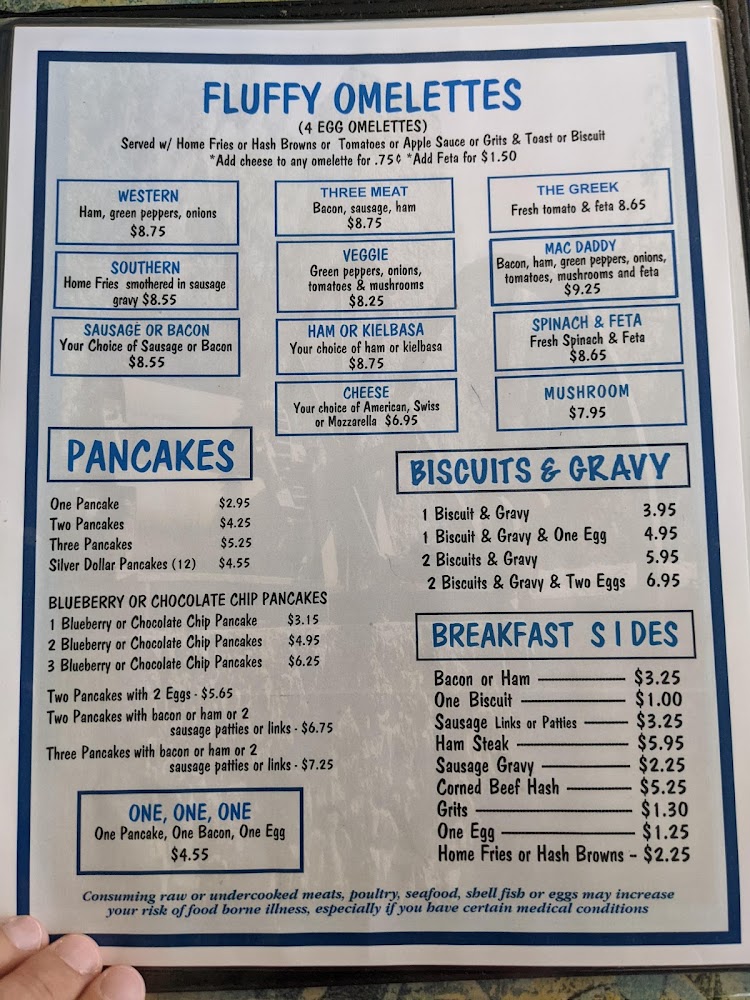 FLUFFY OMELETTES
(4 EGG OMELETTES)
Served w/ Home Fries or Hash Browns or Tomatoes or Apple Sauce or Grits & Toast or Biscuit
*Add cheese to any omelette for .75¢ *Add Feta for $1.50
WESTERN
Ham, green peppers, onions
$8.75
SOUTHERN
Home Fries smothered in sausage
gravy $8.55
SAUSAGE OR BACON
Your Choice of Sausage or Bacon
$8.55
THREE MEAT
Bacon, sausage, ham
$8.75
VEGGIE
Green peppers, onions,
tomatoes & mushrooms
$8.25
HAM OR KIELBASA
Your choice of ham or kielbasa
$8.75
CHEESE
Your choice of American, Swiss
or Mozzarella $6.95
THE GREEK
Fresh tomato & feta 8.65
MAC DADDY
Bacon, ham, green peppers, onions,
tomatoes, mushrooms and feta
$9.25
SPINACH & FETA
Fresh Spinach & Feta
$8.65
MUSHROOM
$7.95
PANCAKES
One Pancake $2.95
Two Pancakes $4.25
Three Pancakes $5.25
Silver Dollar Pancakes (12) $4.55
BLUEBERRY OR CHOCOLATE CHIP PANCAKES
1 Blueberry or Chocolate Chip Pancake $3.15
2 Blueberry or Chocolate Chip Pancakes $4.95
3 Blueberry or Chocolate Chip Pancakes $6.25
Two Pancakes with 2 Eggs - $5.65
Two Pancakes with bacon or ham or 2
sausage patties or links - $6.75
Three Pancakes with bacon or ham or 2
sausage patties or links - $7.25
ONE, ONE, ONE
One Pancake, One Bacon, One Egg
$4.55
BISCUITS & GRAVY
1 Biscuit & Gravy 3.95
1 Biscuit & Gravy & One Egg 4.95
2 Biscuits & Gravy 5.95
2 Biscuits & Gravy & Two Eggs 6.95
BREAKFAST SIDES
Bacon or Ham $3.25
One Biscuit $1.00
Sausage Links or Patties $3.25
Ham Steak $5.95
Sausage Gravy $2.25
Corned Beef Hash $5.25
Grits $1.30
One Egg $1.25
Home Fries or Hash Browns - $2.25
Consuming raw or undercooked meats, poultry, seafood, shell fish or eggs may increase
your risk of food borne illness, especially if you have certain medical conditions